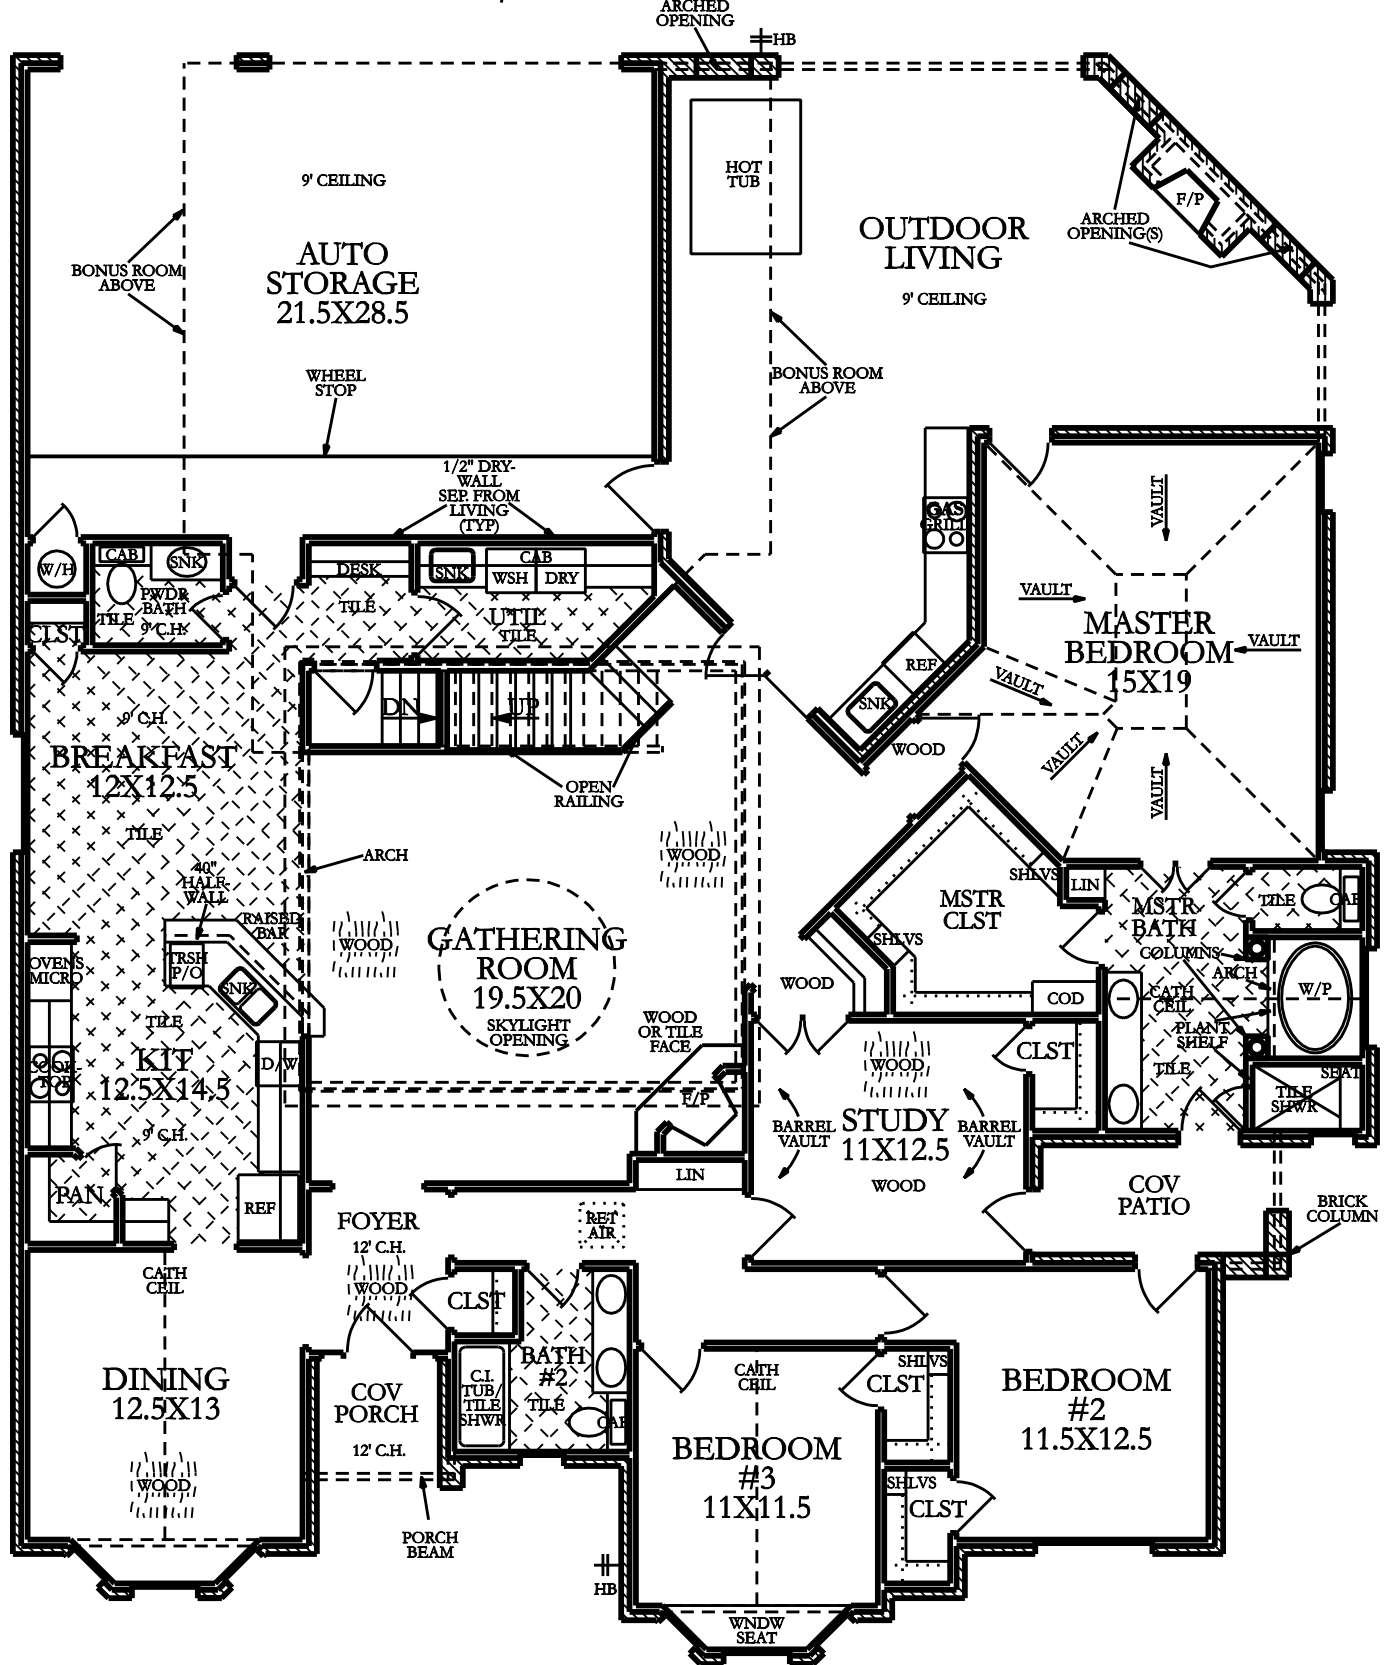 ARCHED
OPENING
HB
HOT
TUB
9' CEILING
AUTO
STORAGE
21.5X28.5
BONUS ROOM
ABOVE
OUTDOOR
LIVING
9' CEILING
F/P
ARCHED
OPENING(S)
WHEEL
STOP
BONUS ROOM
ABOVE
1/2" DRY-
WALL
SEP. FROM
LIVING
(TYP)
GAS
GRILL
VAULT
VAULT
MASTER
BEDROOM
15X19
VAULT
VAULT
VAULT
VAULT
W/H
CAB
SNK
PWDR
BATH
9' C.H.
TILE
CLST
DESK
TILE
SNK
CAB
WSH
DRY
UTIL
TILE
REF
SNK
WOOD
DN
UP
OPEN
RAILING
9' C.H.
BREAKFAST
12X12.5
TILE
ARCH
40"
HALF-
WALL
RAISED
BAR
WOOD
WOOD
GATHERING
ROOM
19.5X20
SKYLIGHT
OPENING
WOOD
OR TILE
FACE
F/P
OVENS
MICRO
TRSH
P/O
SNK
TILE
KIT
12.5X14.5
9' C.H.
COOK-
TOP
D/W
PAN
REF
SHLVS
MSTR
CLST
SHLVS
LIN
WOOD
COD
MSTR
BATH
TILE
CAB
COLUMNS
ARCH
CATH
CEIL
W/P
PLANT
SHELF
TILE
SEAT
TILE
SHWR
WOOD
CLST
BARREL
VAULT
STUDY
11X12.5
BARREL
VAULT
WOOD
LIN
COV
PATIO
BRICK
COLUMN
FOYER
12' C.H.
WOOD
RET
AIR
CATH
CEIL
DINING
12.5X13
WOOD
CLST
COV
PORCH
12' C.H.
PORCH
BEAM
C.I.
TUB/
TILE
SHWR
BATH
#2
TILE
CAB
CATH
CEIL
BEDROOM
#3
11X11.5
SHLVS
CLST
SHLVS
CLST
BEDROOM
#2
11.5X12.5
HB
WNDW
SEAT